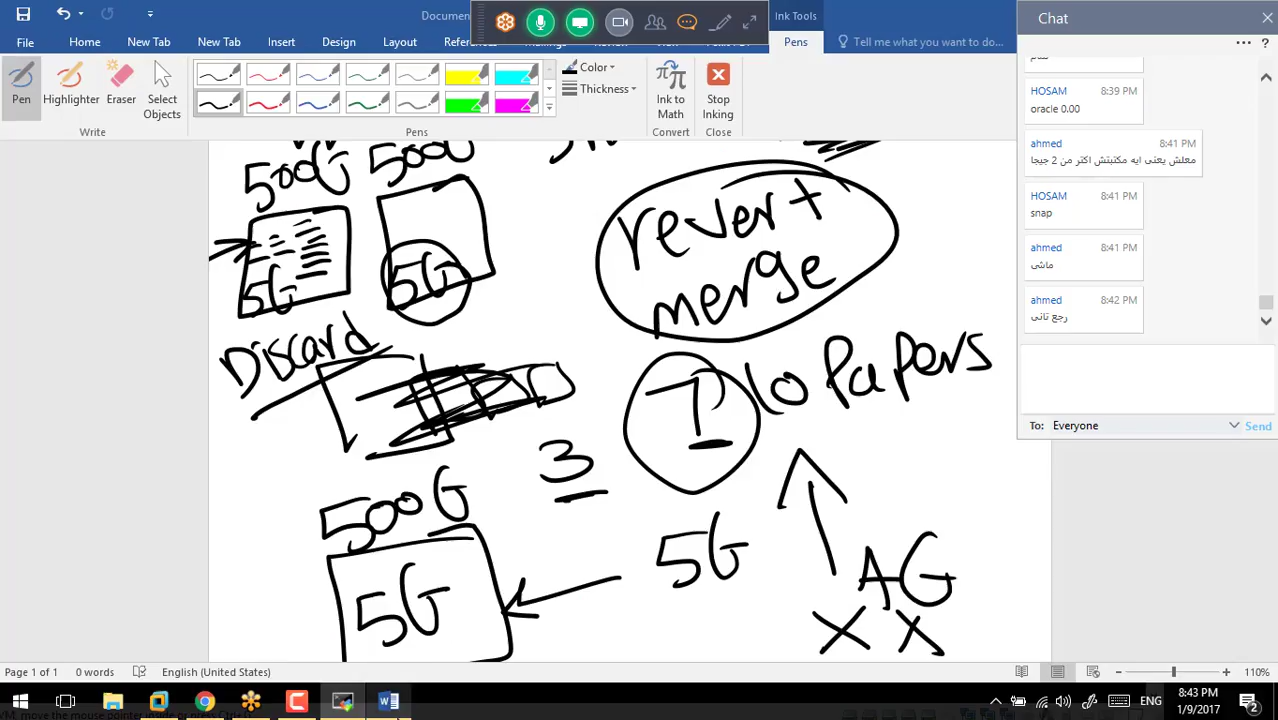 Document
Ink Tools
File
Home
New Tab
New Tab
Insert
Design
Layout
References
Mailings
Review
Pens
Tell me what you want to do...
Pen
Highlighter
Eraser
Select Objects
Write
Pens
Color
Thickness
Ink to Math
Convert
Stop Inking
Close
Chat
HOSAM 8:39 PM
oracle 0.00
ahmed 8:41 PM
معلش يعنى ايه مكتبتش اكتر من 2 جيجا
HOSAM 8:41 PM
snap
ahmed 8:41 PM
ماشى
ahmed 8:42 PM
رجع تانى
To: Everyone
Send
500G 500G
revert
merge
5G 5G
Discard
10 Papers
3
500G
5G
5G
AG
X X
Page 1 of 1 0 words English (United States)
110%
ENG
8:43 PM
1/9/2017
2